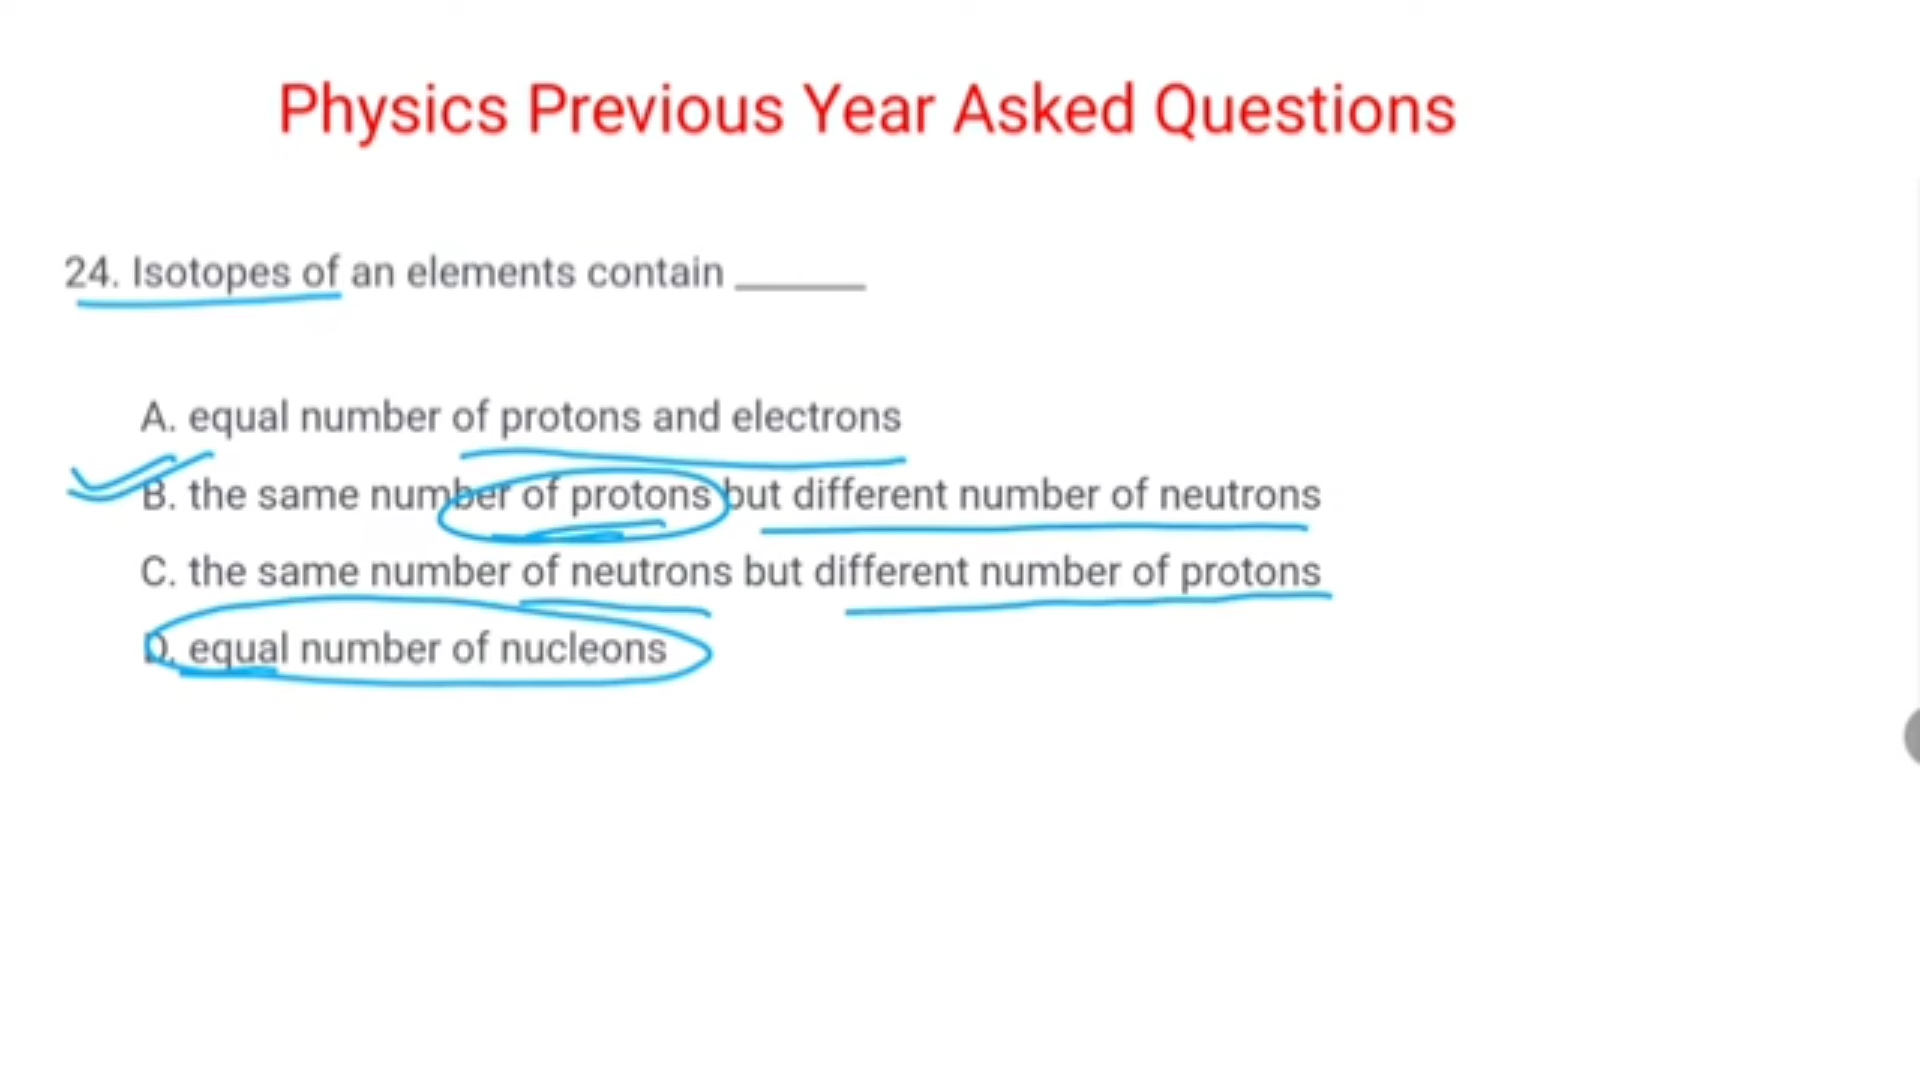 Physics Previous Year Asked Questions
24. Isotopes of an elements contain ______
A. equal number of protons and electrons
B. the same number of protons but different number of neutrons
C. the same number of neutrons but different number of protons
D. equal number of nucleons